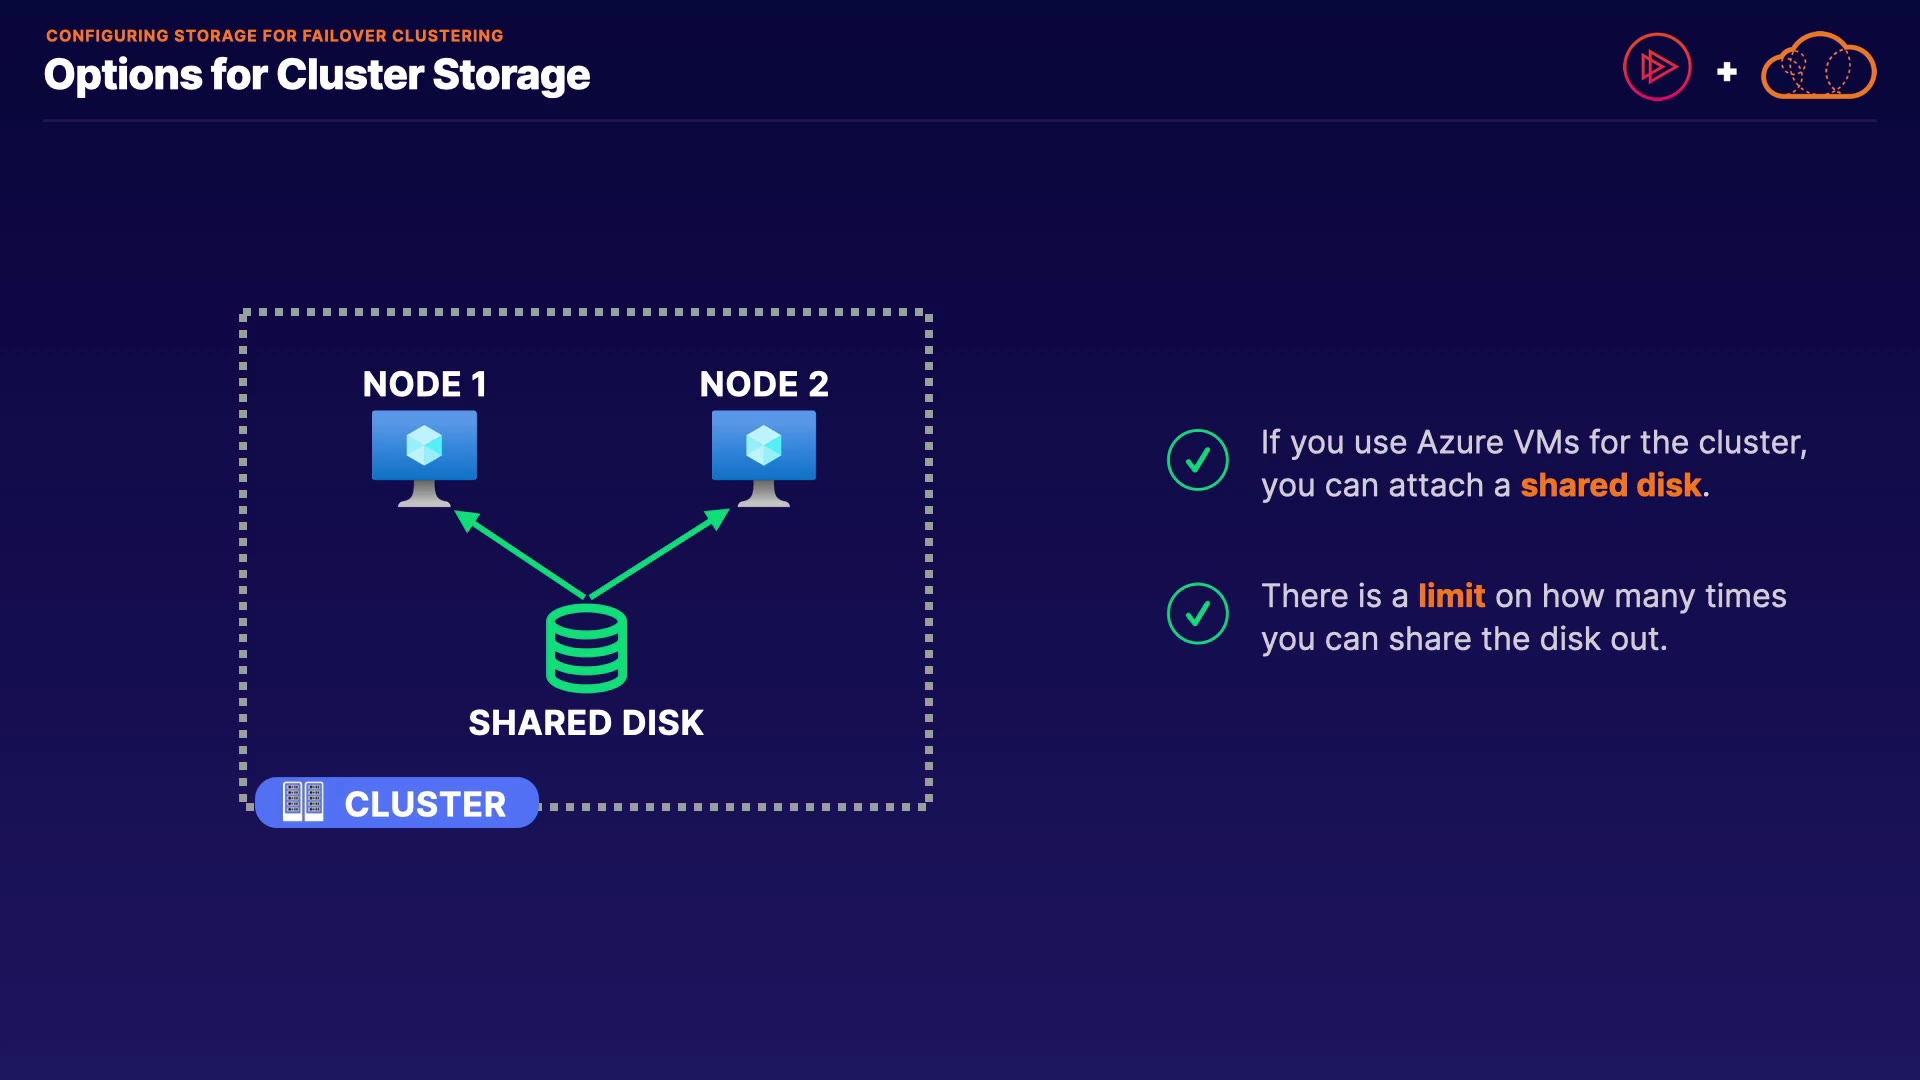 CONFIGURING STORAGE FOR FAILOVER CLUSTERING
Options for Cluster Storage
NODE 1
NODE 2
SHARED DISK
CLUSTER
If you use Azure VMs for the cluster,
you can attach a shared disk.
There is a limit on how many times
you can share the disk out.